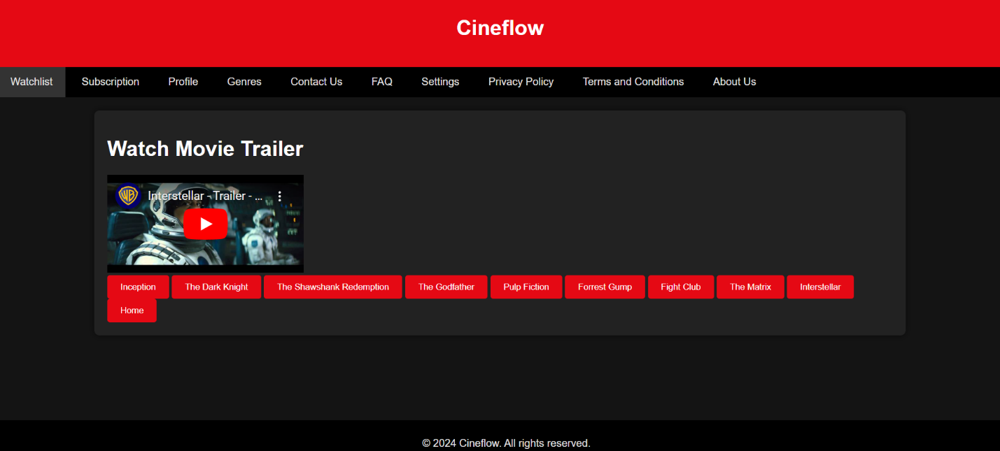 Cineflow
Watchlist Subscription Profile Genres Contact Us FAQ Settings Privacy Policy Terms and Conditions About Us
Watch Movie Trailer
WB Interstellar - Trailer - ...
Inception The Dark Knight The Shawshank Redemption The Godfather Pulp Fiction Forrest Gump Fight Club The Matrix Interstellar
Home
© 2024 Cineflow. All rights reserved.